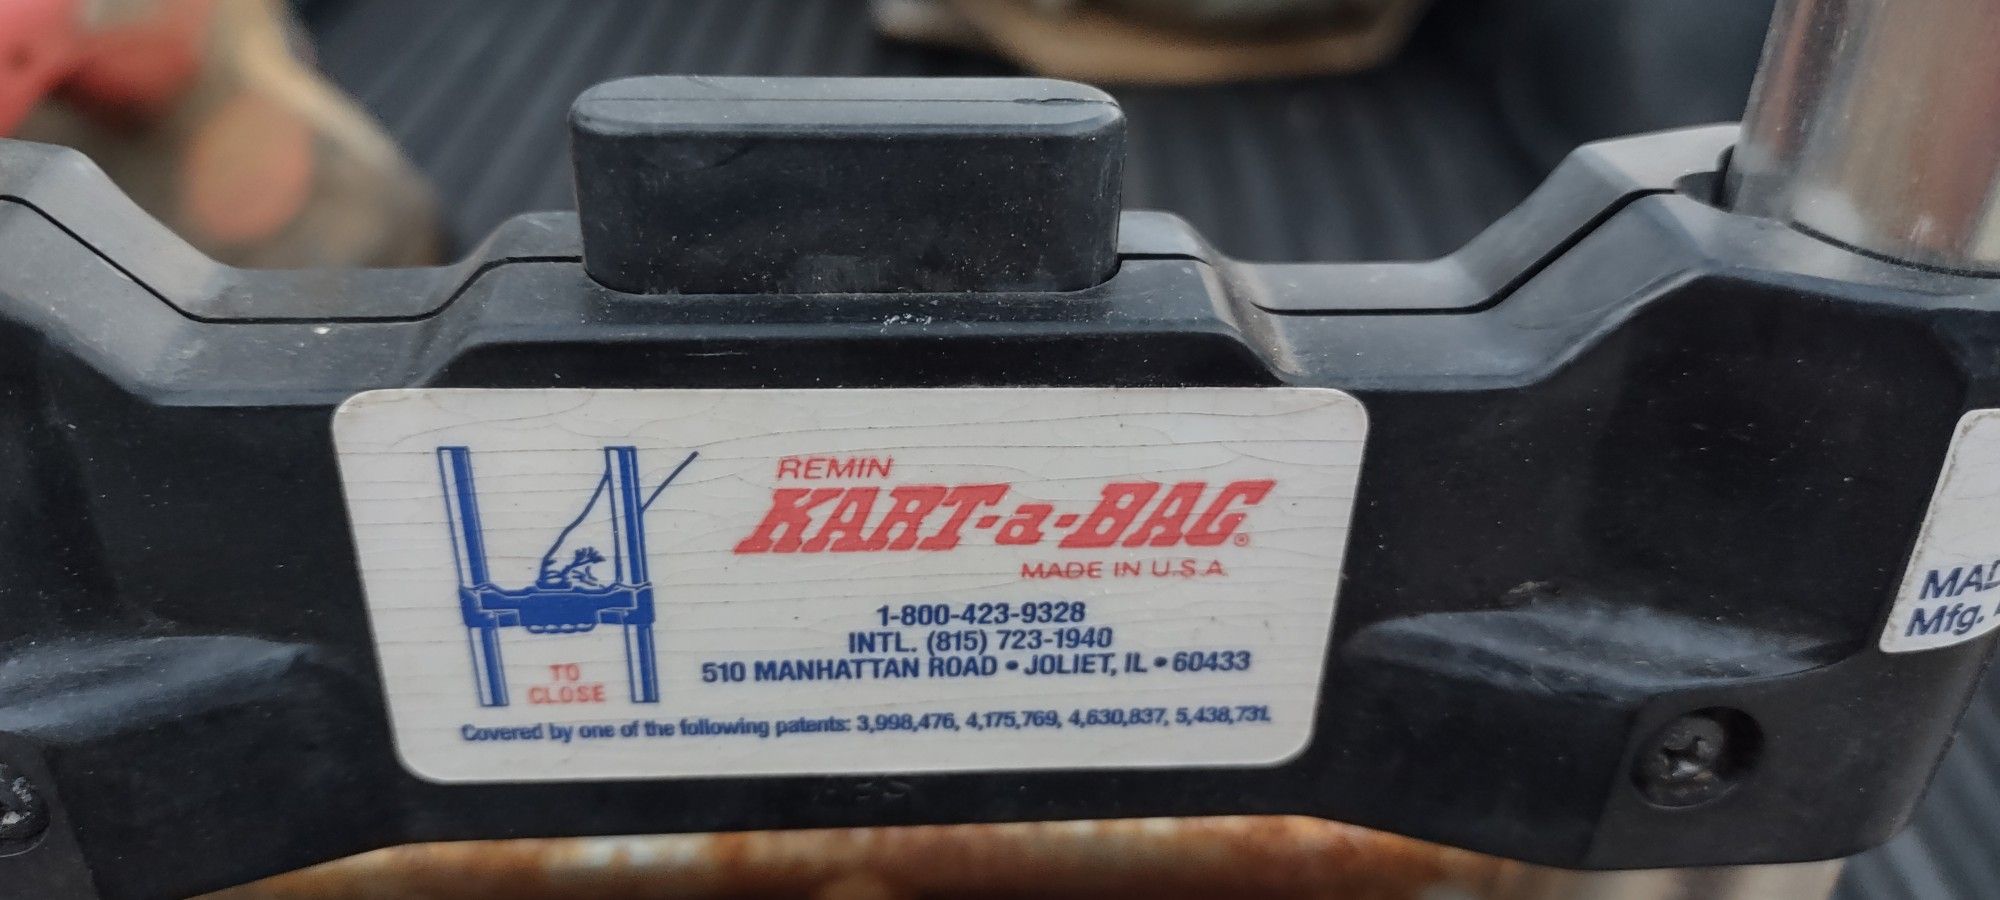 REMIN
KART-a-BAG®
MADE IN U.S.A.
1-800-423-9328
INTL. (815) 723-1940
510 MANHATTAN ROAD • JOLIET, IL • 60433
TO
CLOSE
Covered by one of the following patents: 3,998,476, 4,175,769, 4,630,837, 5,438,731.
Mfg.